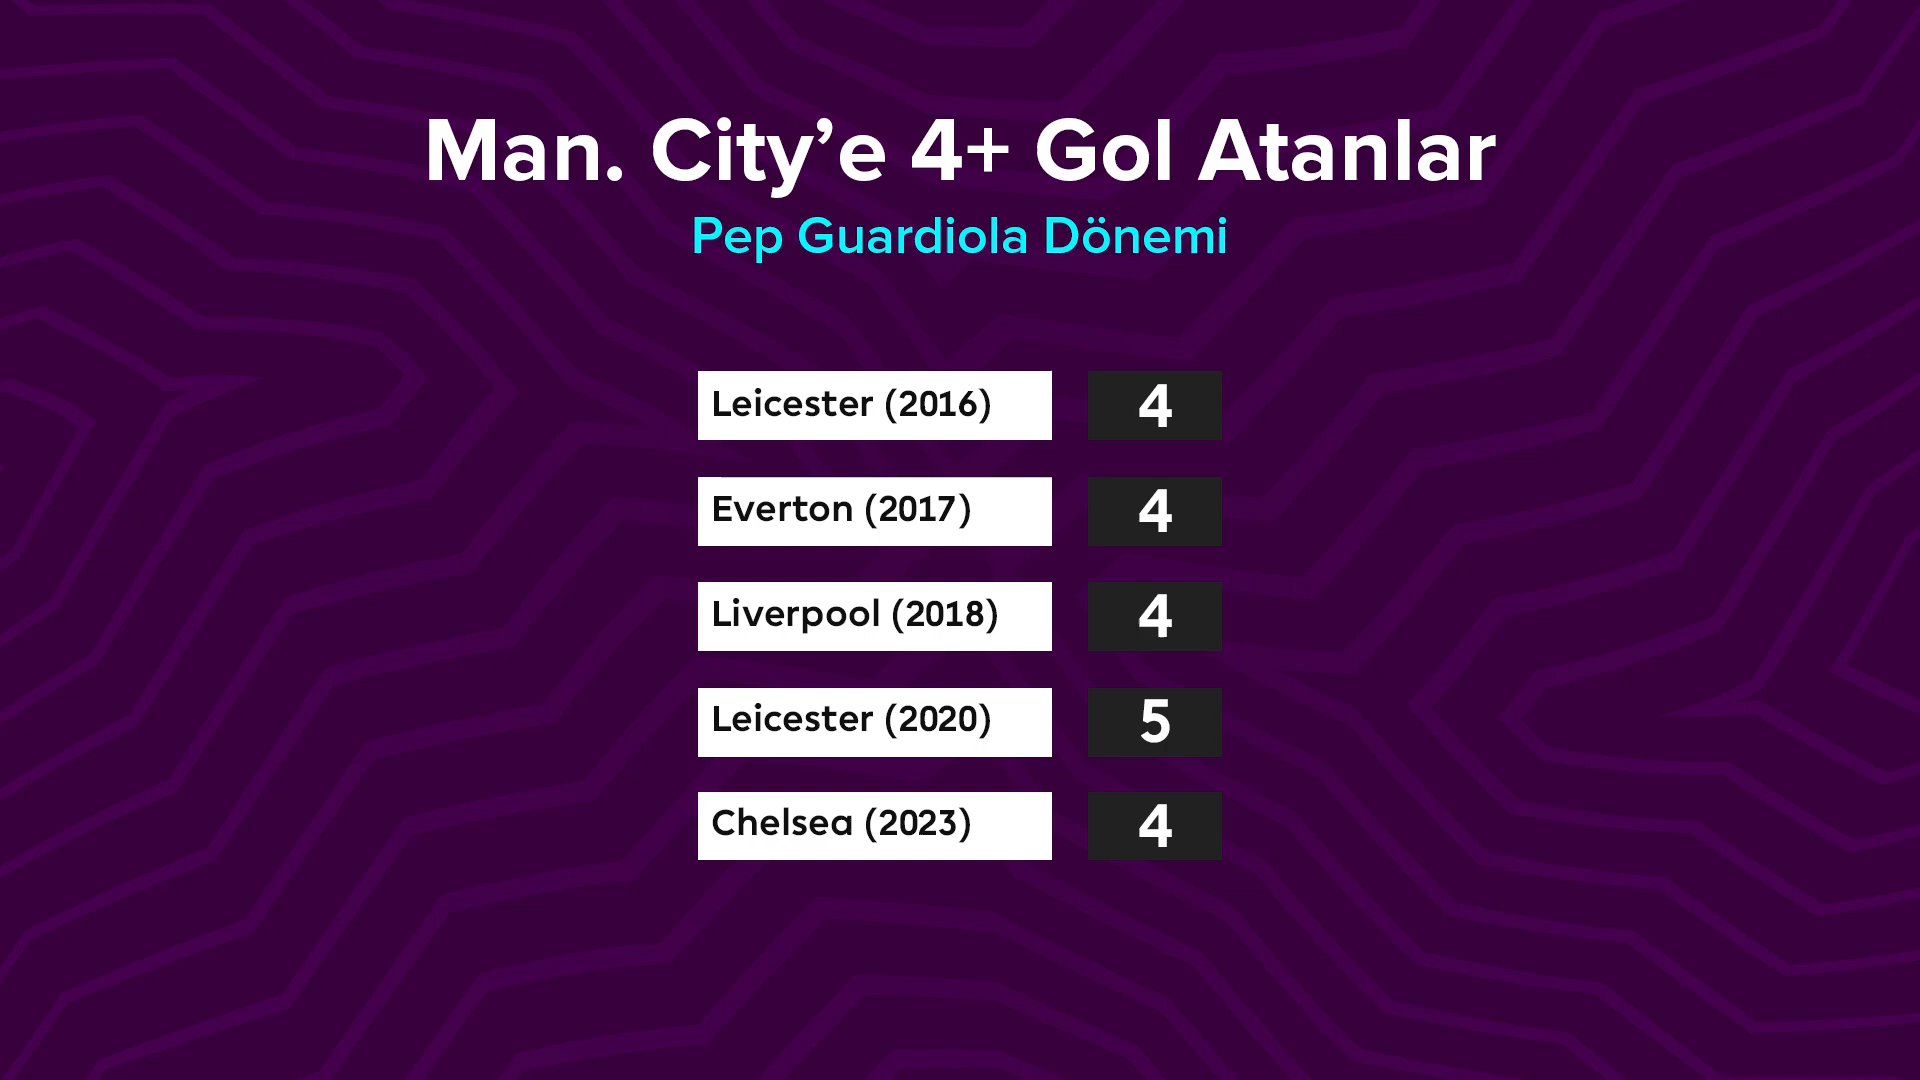 Man. City’e 4+ Gol Atanlar
Pep Guardiola Dönemi
Leicester (2016) 4
Everton (2017) 4
Liverpool (2018) 4
Leicester (2020) 5
Chelsea (2023) 4